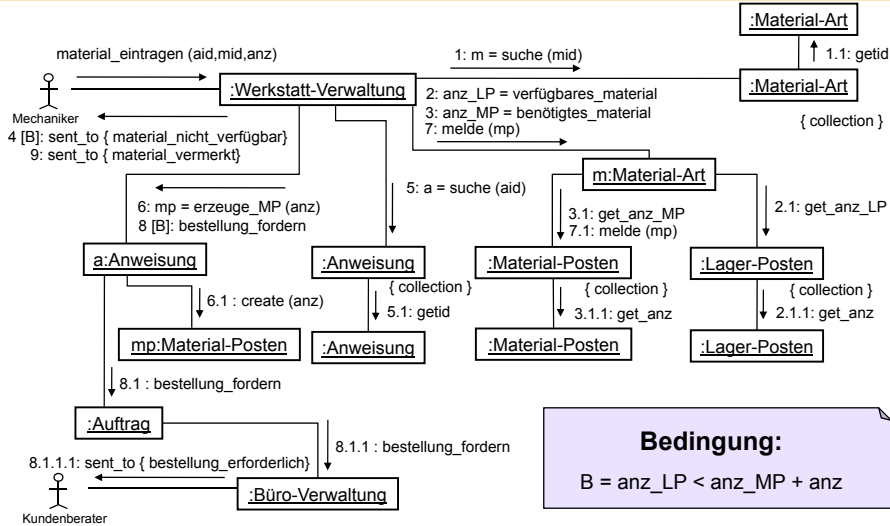 :Material-Art
material_eintragen (aid,mid,anz)
1: m = suche (mid)
1.1: getid
:Werkstatt-Verwaltung
:Material-Art
Mechaniker
2: anz_LP = verfügbares_material
3: anz_MP = benötigtes_material
7: melde (mp)
{ collection }
4 [B]: sent_to { material_nicht_verfügbar}
9: sent_to { material_vermerkt}
m:Material-Art
5: a = suche (aid)
6: mp = erzeuge_MP (anz)
8 [B]: bestellung_fordern
3.1: get_anz_MP
7.1: melde (mp)
2.1: get_anz_LP
a:Anweisung
:Anweisung
:Material-Posten
:Lager-Posten
{ collection }
{ collection }
{ collection }
6.1 : create (anz)
5.1: getid
3.1.1: get_anz
2.1.1: get_anz
mp:Material-Posten
:Anweisung
:Material-Posten
:Lager-Posten
8.1 : bestellung_fordern
:Auftrag
8.1.1 : bestellung_fordern
8.1.1.1: sent_to { bestellung_erforderlich}
:Büro-Verwaltung
Kundenberater
Bedingung:
B = anz_LP < anz_MP + anz